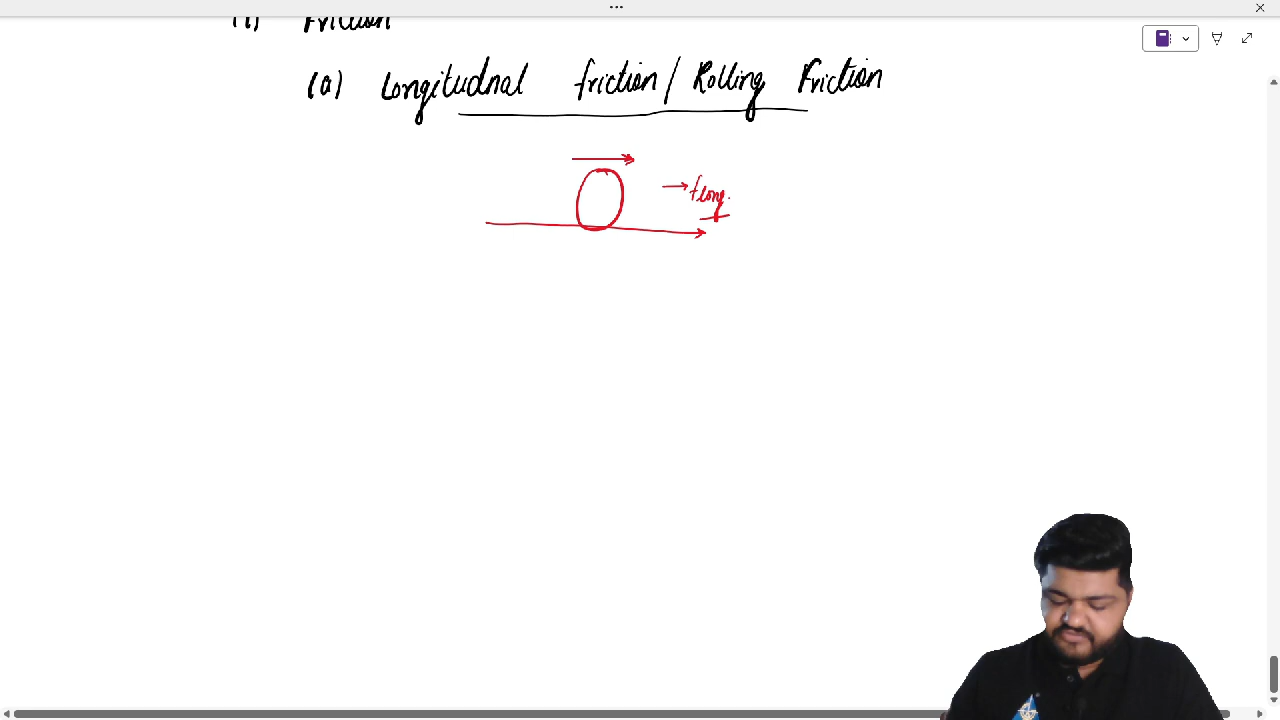 (i) Friction
(a) Longitudnal friction / Rolling Friction
→ flong.